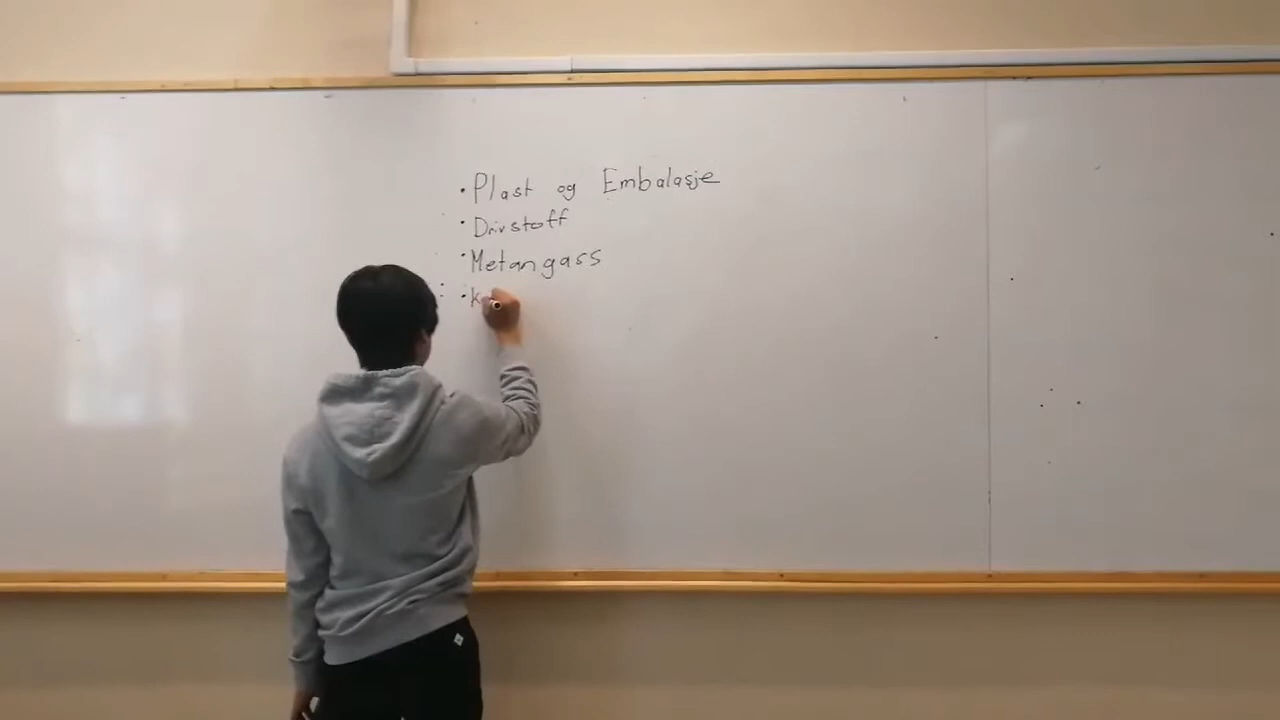 • Plast og Embalasje
• Drivstoff
• Metangass
• k